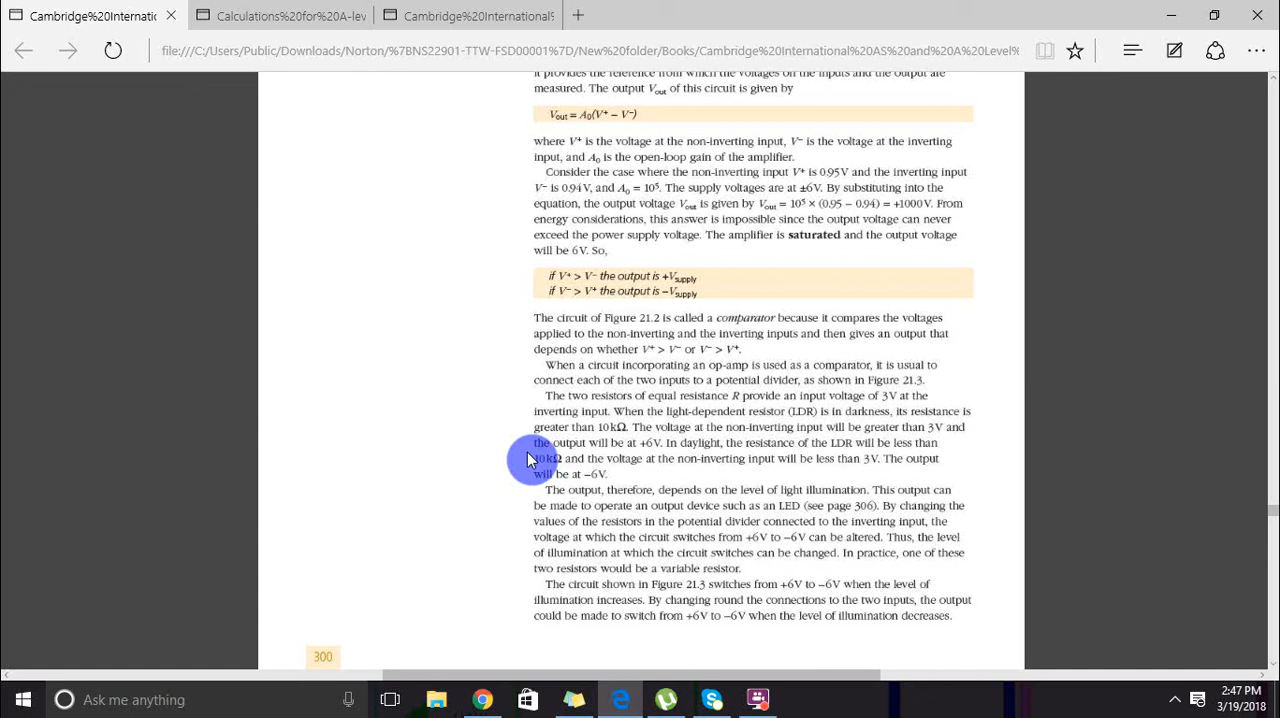 Cambridge%20Internatic
Calculations%20for%20A-lev
Cambridge%20International%
file:///C:/Users/Public/Downloads/Norton/%7BNS22901-TTW-FSD00001%7D/New%20folder/Books/Cambridge%20International%20AS%20and%20A%20Level%
it provides the reference from which the voltages on the inputs and the output are
measured. The output Vout of this circuit is given by
Vout = A0(V+ − V−)
where V+ is the voltage at the non-inverting input, V− is the voltage at the inverting
input, and A0 is the open-loop gain of the amplifier.
Consider the case where the non-inverting input V+ is 0.95V and the inverting input
V− is 0.94V, and A0 = 10⁵. The supply voltages are at ±6V. By substituting into the
equation, the output voltage Vout is given by Vout = 10⁵ × (0.95 − 0.94) = +1000V. From
energy considerations, this answer is impossible since the output voltage can never
exceed the power supply voltage. The amplifier is saturated and the output voltage
will be 6V. So,
if V+ > V− the output is +Vsupply
if V− > V+ the output is −Vsupply
The circuit of Figure 21.2 is called a comparator because it compares the voltages
applied to the non-inverting and the inverting inputs and then gives an output that
depends on whether V+ > V− or V− > V+.
When a circuit incorporating an op-amp is used as a comparator, it is usual to
connect each of the two inputs to a potential divider, as shown in Figure 21.3.
The two resistors of equal resistance R provide an input voltage of 3V at the
inverting input. When the light-dependent resistor (LDR) is in darkness, its resistance is
greater than 10kΩ. The voltage at the non-inverting input will be greater than 3V and
the output will be at +6V. In daylight, the resistance of the LDR will be less than
10kΩ and the voltage at the non-inverting input will be less than 3V. The output
will be at −6V.
The output, therefore, depends on the level of light illumination. This output can
be made to operate an output device such as an LED (see page 306). By changing the
values of the resistors in the potential divider connected to the inverting input, the
voltage at which the circuit switches from +6V to −6V can be altered. Thus, the level
of illumination at which the circuit switches can be changed. In practice, one of these
two resistors would be a variable resistor.
The circuit shown in Figure 21.3 switches from +6V to −6V when the level of
illumination increases. By changing round the connections to the two inputs, the output
could be made to switch from +6V to −6V when the level of illumination decreases.
300
Ask me anything
2:47 PM
3/19/2018